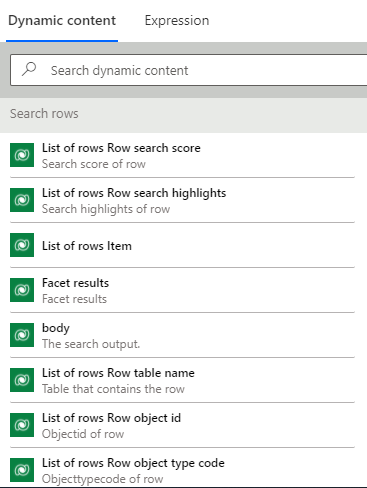 Dynamic content Expression
Search dynamic content
Search rows
List of rows Row search score
Search score of row
List of rows Row search highlights
Search highlights of row
List of rows Item
Facet results
Facet results
body
The search output.
List of rows Row table name
Table that contains the row
List of rows Row object id
Objectid of row
List of rows Row object type code
Objecttypecode of row